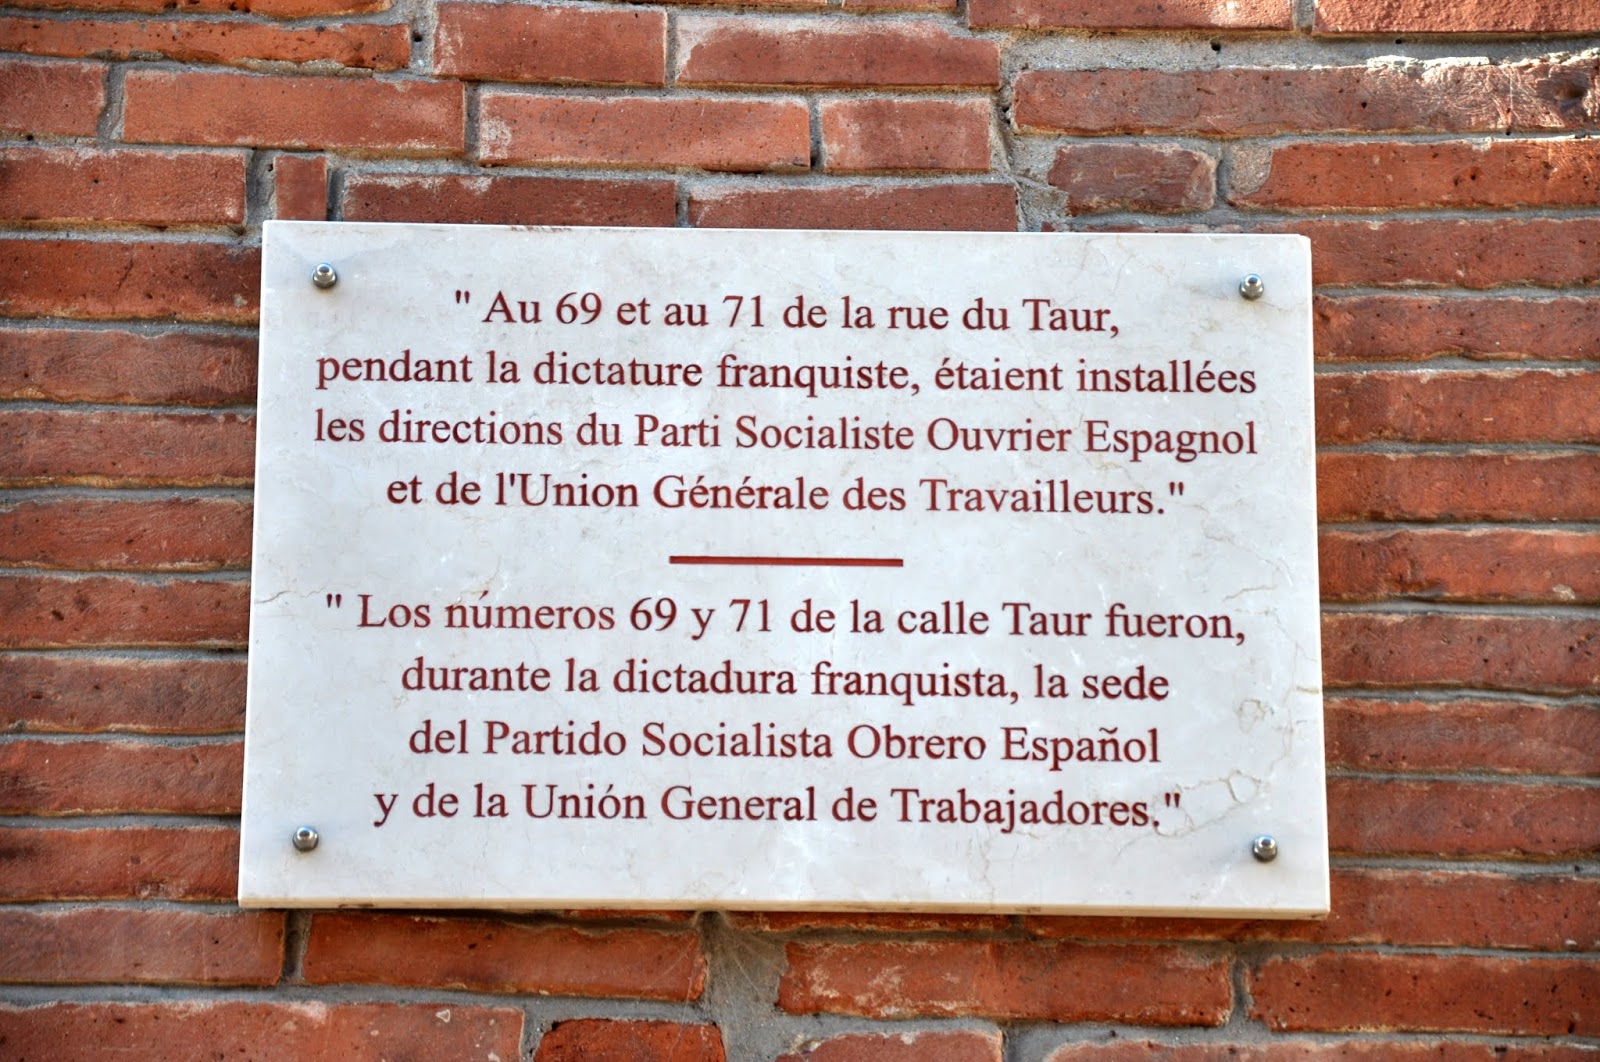 " Au 69 et au 71 de la rue du Taur,
pendant la dictature franquiste, étaient installées
les directions du Parti Socialiste Ouvrier Espagnol
et de l'Union Générale des Travailleurs."
" Los números 69 y 71 de la calle Taur fueron,
durante la dictadura franquista, la sede
del Partido Socialista Obrero Español
y de la Unión General de Trabajadores."